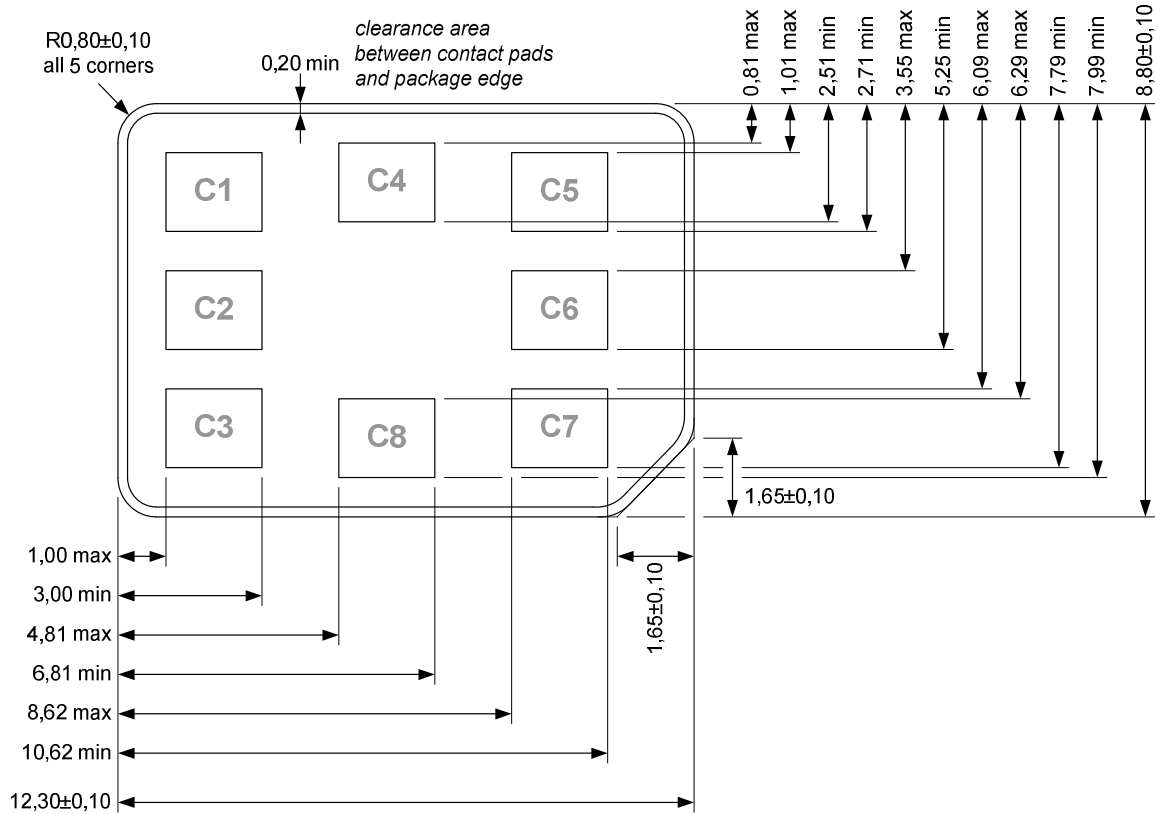 R0,80±0,10
all 5 corners
0,20 min
clearance area
between contact pads
and package edge
0,81 max
1,01 max
2,51 min
2,71 min
3,55 max
5,25 min
6,09 max
6,29 max
7,79 min
7,99 min
8,80±0,10
C1
C4
C5
C2
C6
C3
C8
C7
1,65±0,10
1,65±0,10
1,00 max
3,00 min
4,81 max
6,81 min
8,62 max
10,62 min
12,30±0,10